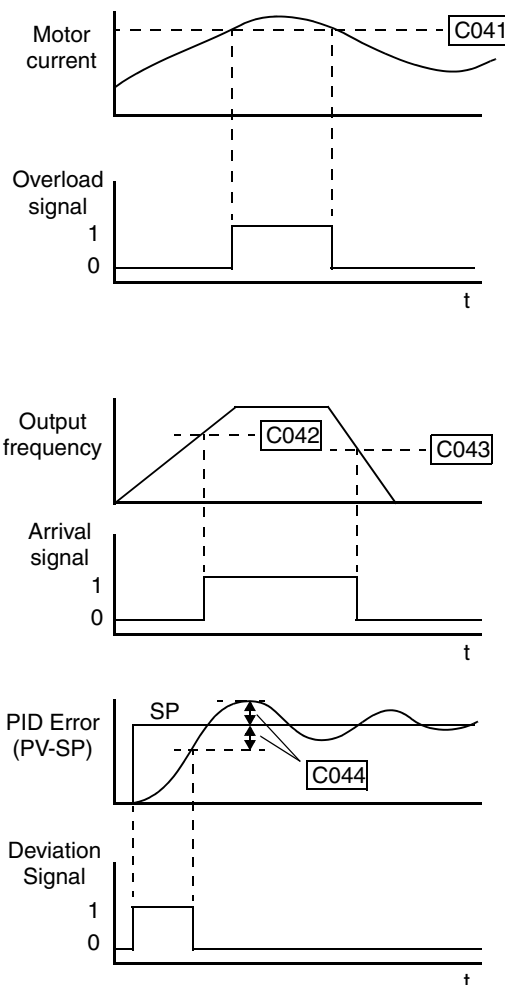 Motor
current
C041
Overload
signal
1
0
t
Output
frequency
C042
C043
Arrival
signal
1
0
t
SP
PID Error
(PV-SP)
C044
Deviation
Signal
1
0
t